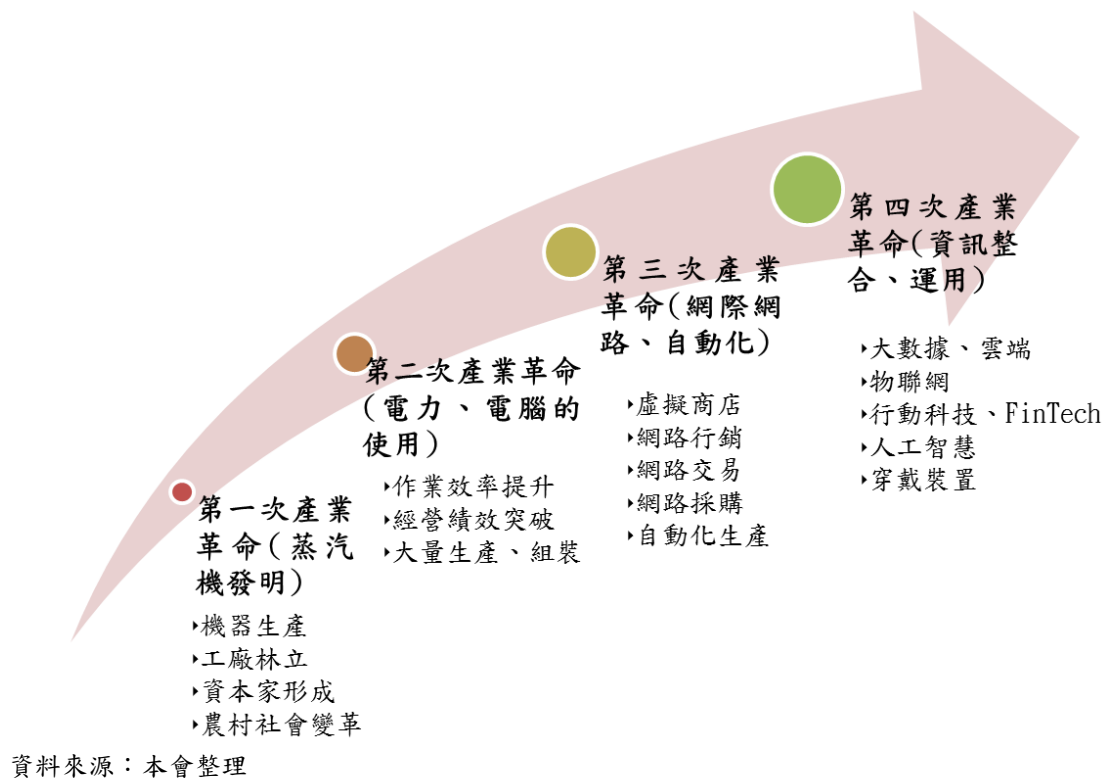 第一次產業
革命(蒸汽
機發明)
‣機器生產
‣工廠林立
‣資本家形成
‣農村社會變革
第二次產業革命
(電力、電腦的
使用)
‣作業效率提升
‣經營績效突破
‣大量生產、組裝
第三次產業
革命(網際網
路、自動化)
‣虛擬商店
‣網路行銷
‣網路交易
‣網路採購
‣自動化生產
第四次產業
革命(資訊整
合、運用)
‣大數據、雲端
‣物聯網
‣行動科技、FinTech
‣人工智慧
‣穿戴裝置
資料來源：本會整理